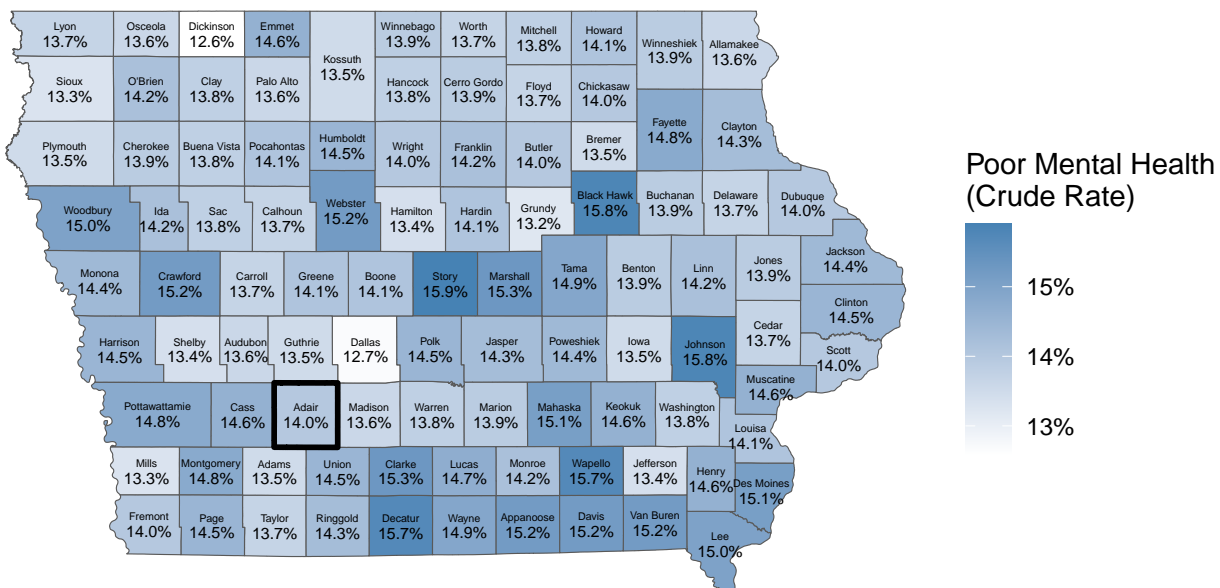 Lyon
13.7%
Osceola
13.6%
Dickinson
12.6%
Emmet
14.6%
Kossuth
13.5%
Winnebago
13.9%
Worth
13.7%
Mitchell
13.8%
Howard
14.1%
Winneshiek
13.9%
Allamakee
13.6%
Sioux
13.3%
O'Brien
14.2%
Clay
13.8%
Palo Alto
13.6%
Hancock
13.8%
Cerro Gordo
13.9%
Floyd
13.7%
Chickasaw
14.0%
Fayette
14.8%
Clayton
14.3%
Plymouth
13.5%
Cherokee
13.9%
Buena Vista
13.8%
Pocahontas
14.1%
Humboldt
14.5%
Wright
14.0%
Franklin
14.2%
Butler
14.0%
Bremer
13.5%
Woodbury
15.0%
Ida
14.2%
Sac
13.8%
Calhoun
13.7%
Webster
15.2%
Hamilton
13.4%
Hardin
14.1%
Grundy
13.2%
Black Hawk
15.8%
Buchanan
13.9%
Delaware
13.7%
Dubuque
14.0%
Monona
14.4%
Crawford
15.2%
Carroll
13.7%
Greene
14.1%
Boone
14.1%
Story
15.9%
Marshall
15.3%
Tama
14.9%
Benton
13.9%
Linn
14.2%
Jones
13.9%
Jackson
14.4%
Clinton
14.5%
Harrison
14.5%
Shelby
13.4%
Audubon
13.6%
Guthrie
13.5%
Dallas
12.7%
Polk
14.5%
Jasper
14.3%
Poweshiek
14.4%
Iowa
13.5%
Johnson
15.8%
Cedar
13.7%
Scott
14.0%
Muscatine
14.6%
Pottawattamie
14.8%
Cass
14.6%
Adair
14.0%
Madison
13.6%
Warren
13.8%
Marion
13.9%
Mahaska
15.1%
Keokuk
14.6%
Washington
13.8%
Louisa
14.1%
Mills
13.3%
Montgomery
14.8%
Adams
13.5%
Union
14.5%
Clarke
15.3%
Lucas
14.7%
Monroe
14.2%
Wapello
15.7%
Jefferson
13.4%
Henry
14.6%
Des Moines
15.1%
Fremont
14.0%
Page
14.5%
Taylor
13.7%
Ringgold
14.3%
Decatur
15.7%
Wayne
14.9%
Appanoose
15.2%
Davis
15.2%
Van Buren
15.2%
Lee
15.0%
Poor Mental Health
(Crude Rate)
15%
14%
13%